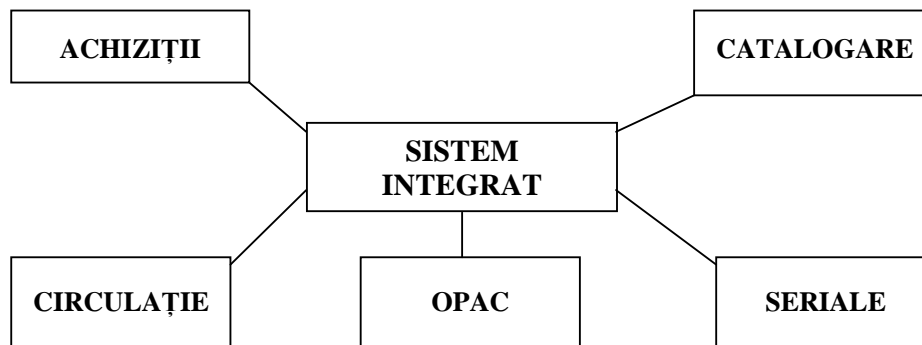 ACHIZIȚII
CATALOGARE
SISTEM
INTEGRAT
CIRCULAȚIE
OPAC
SERIALE